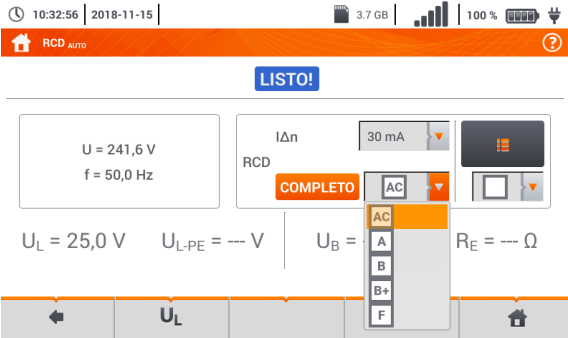 10:32:56 2018-11-15 3.7 GB 100 %
RCD AUTO ?
LISTO!
U = 241,6 V
f = 50,0 Hz
IΔn 30 mA
RCD
COMPLETO AC
AC
A
B
B+
F
UL = 25,0 V UL-PE = --- V UB = RE = --- Ω
UL